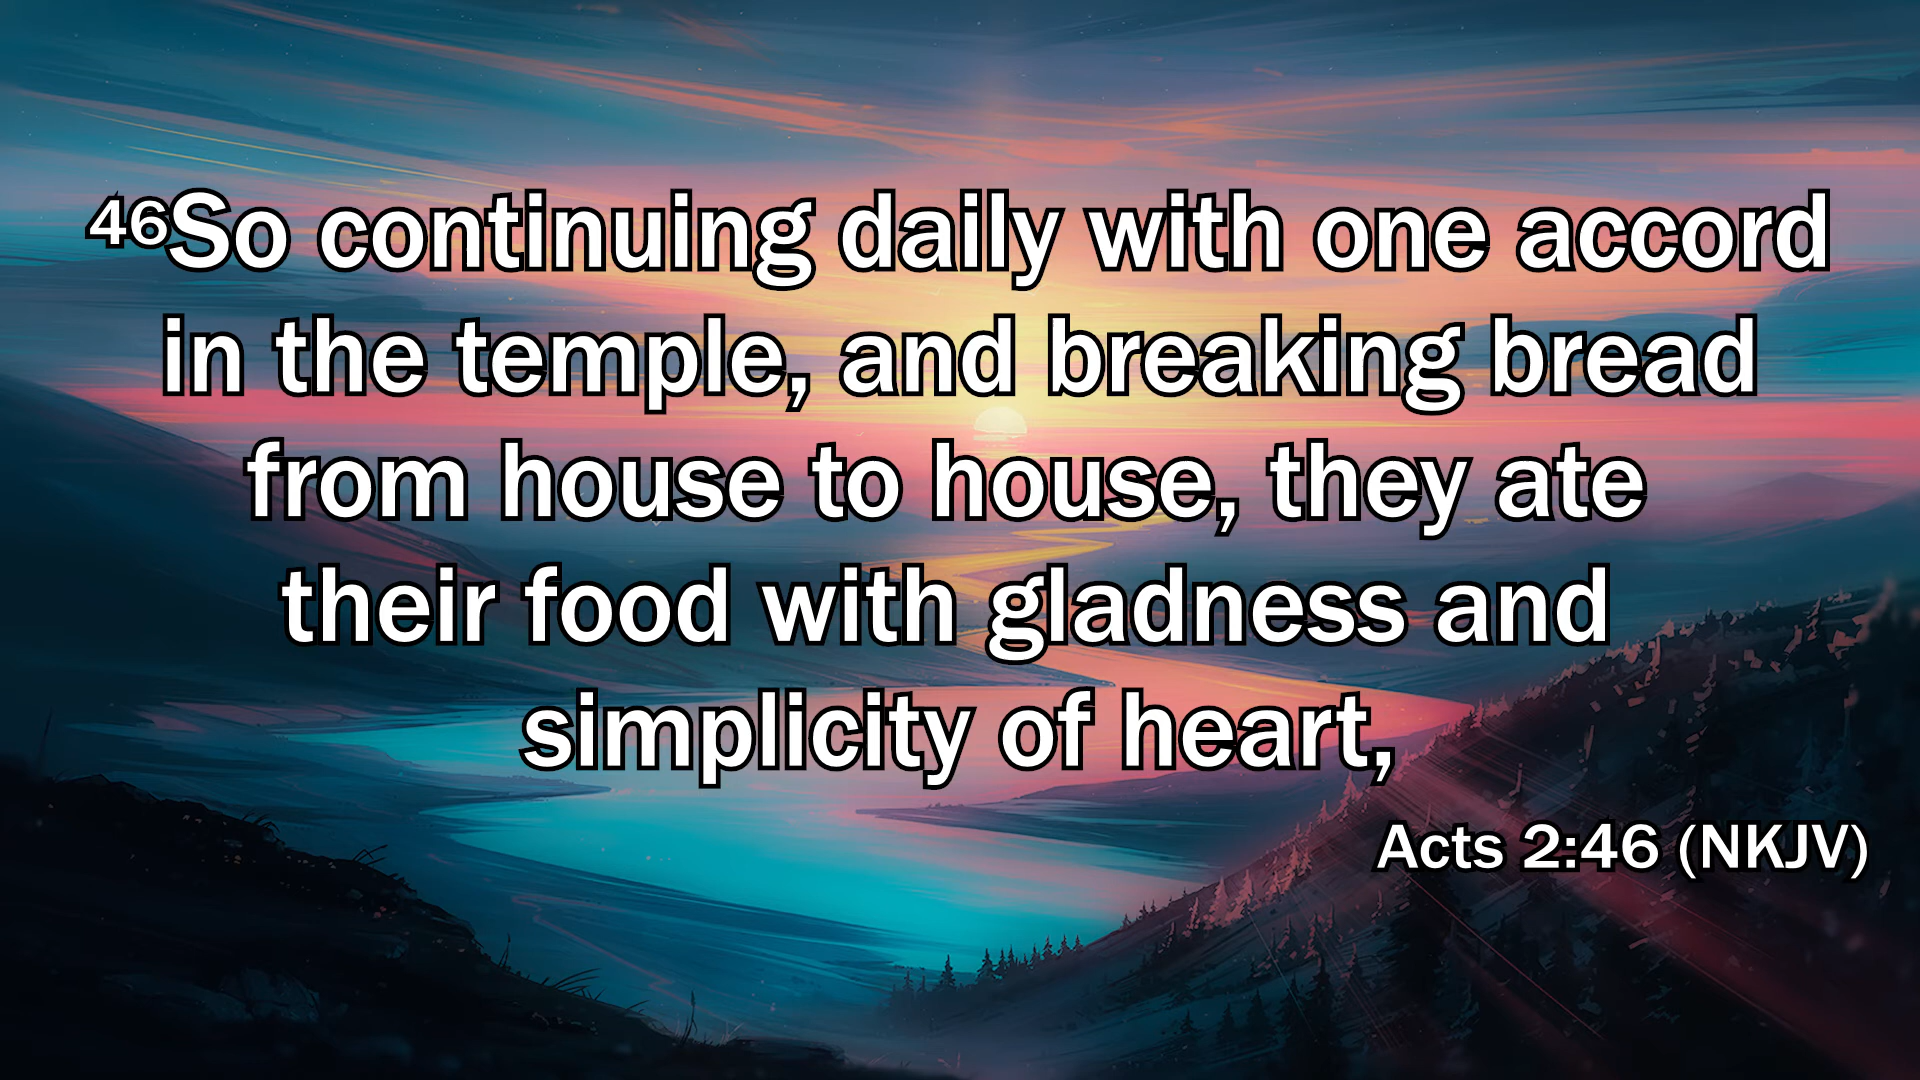 ⁴⁶So continuing daily with one accord
in the temple, and breaking bread
from house to house, they ate
their food with gladness and
simplicity of heart,
Acts 2:46 (NKJV)